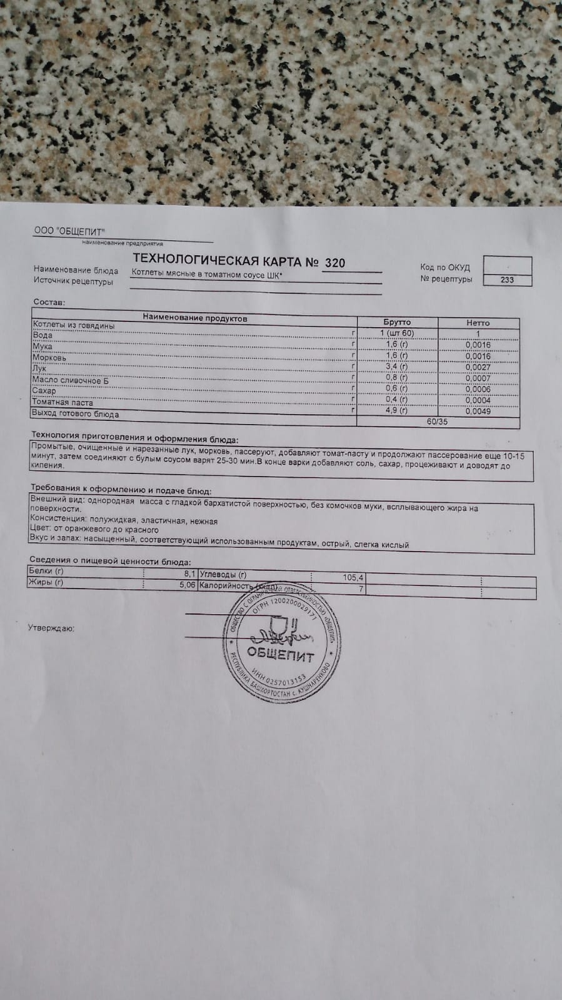 ООО "ОБЩЕПИТ"
наименование предприятия
ТЕХНОЛОГИЧЕСКАЯ КАРТА № 320
Наименование блюда Котлеты мясные в томатном соусе ШК*
Источник рецептуры
Код по ОКУД
№ рецептуры 233
Состав:
Наименование продуктов Брутто Нетто
Котлеты из говядины г 1 (шт 60) 1
Вода г 1,6 (г) 0,0016
Мука г 1,6 (г) 0,0016
Морковь г 3,4 (г) 0,0027
Лук г 0,8 (г) 0,0007
Масло сливочное Б г 0,6 (г) 0,0006
Сахар г 0,4 (г) 0,0004
Томатная паста г 4,9 (г) 0,0049
Выход готового блюда 60/35
Технология приготовления и оформления блюда:
Промытые, очищенные и нарезанные лук, морковь, пассеруют, добавляют томат-пасту и продолжают пассерование еще 10-15
минут, затем соединяют с булым соусом варят 25-30 мин.В конце варки добавляют соль, сахар, процеживают и доводят до
кипения.
Требования к оформлению и подаче блюд:
Внешний вид: однородная масса с гладкой бархатистой поверхностью, без комочков муки, всплывающего жира на
поверхности.
Консистенция: полужидкая, эластичная, нежная
Цвет: от оранжевого до красного
Вкус и запах: насыщенный, соответствующий использованным продуктам, острый, слегка кислый
Сведения о пищевой ценности блюда:
Белки (г) 8,1 Углеводы (г) 105,4
Жиры (г) 5,06 Калорийность (ккал) 7
Утверждаю:
ОБЩЕСТВО С ОГРАНИЧЕННОЙ ОТВЕТСТВЕННОСТЬЮ «ОБЩЕПИТ»
ОГРН 1200200029171
ОБЩЕПИТ
ИНН 0257013153
РЕСПУБЛИКА БАШКОРТОСТАН с. КУШНАРЕНКОВО